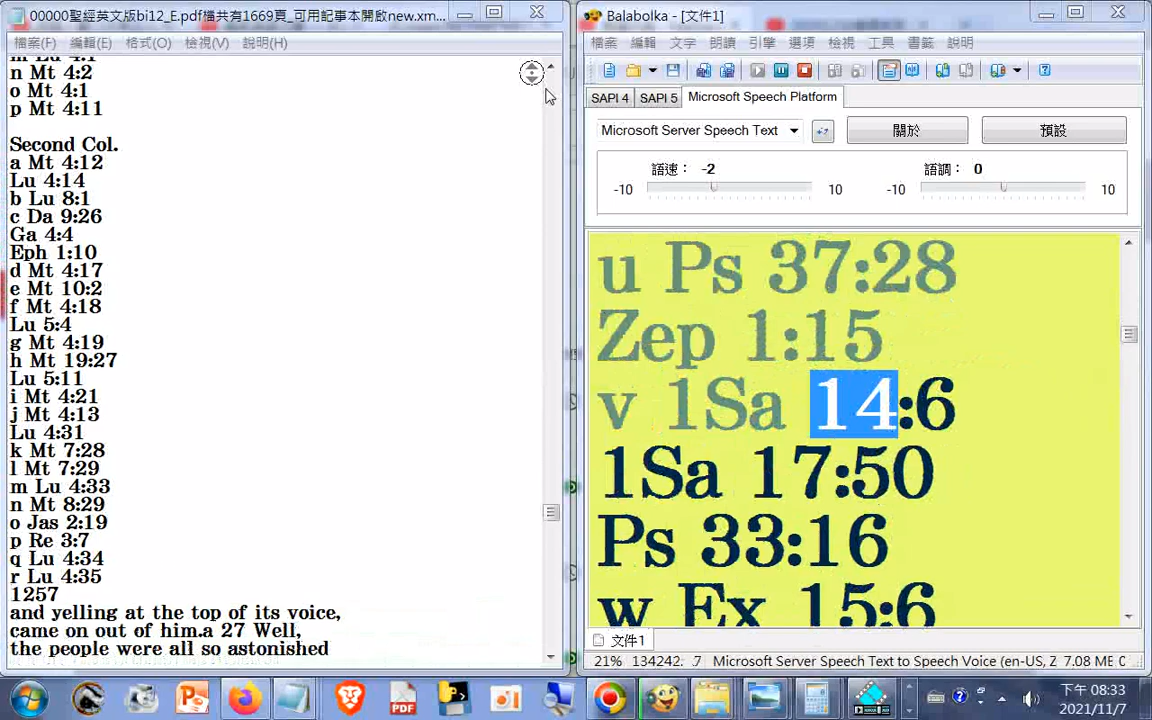 00000聖經英文版bi12_E.pdf檔共有1669頁_可用記事本開啟new.xm...
檔案(F) 編輯(E) 格式(O) 檢視(V) 說明(H)
n Mt 4:2
o Mt 4:1
p Mt 4:11
Second Col.
a Mt 4:12
Lu 4:14
b Lu 8:1
c Da 9:26
Ga 4:4
Eph 1:10
d Mt 4:17
e Mt 10:2
f Mt 4:18
Lu 5:4
g Mt 4:19
h Mt 19:27
Lu 5:11
i Mt 4:21
j Mt 4:13
Lu 4:31
k Mt 7:28
l Mt 7:29
m Lu 4:33
n Mt 8:29
o Jas 2:19
p Re 3:7
q Lu 4:34
r Lu 4:35
1257
and yelling at the top of its voice,
came on out of him.a 27 Well,
the people were all so astonished
Balabolka - [文件1]
檔案 編輯 文字 朗讀 引擎 選項 檢視 工具 書籤 說明
SAPI 4 SAPI 5 Microsoft Speech Platform
Microsoft Server Speech Text 關於 預設
語速： -2 語調： 0
-10 10 -10 10
u Ps 37:28
Zep 1:15
v 1Sa 14:6
1Sa 17:50
Ps 33:16
w Ex 15:6
文件1
21% 134242. .7 Microsoft Server Speech Text to Speech Voice (en-US, Z 7.08 ME 0
PDF
下午 08:33
2021/11/7